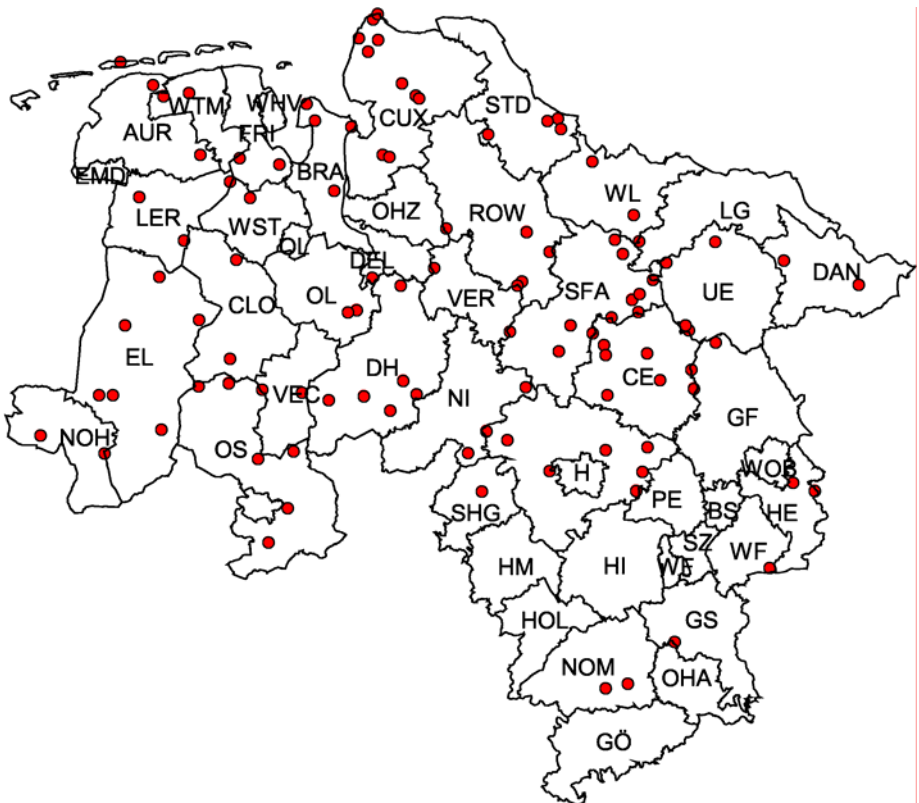 WTM
WHV
STD
CUX
AUR
FRI
EMD
BRA
WL
LER
OHZ
ROW
LG
WST
OL
DEL
DAN
UE
SFA
OL
VER
CLO
EL
DH
CE
VEC
NI
GF
NOH
OS
WOB
H
PE
BS
HE
SHG
SZ
WF
HM
HI
WF
HOL
GS
NOM
OHA
GÖ